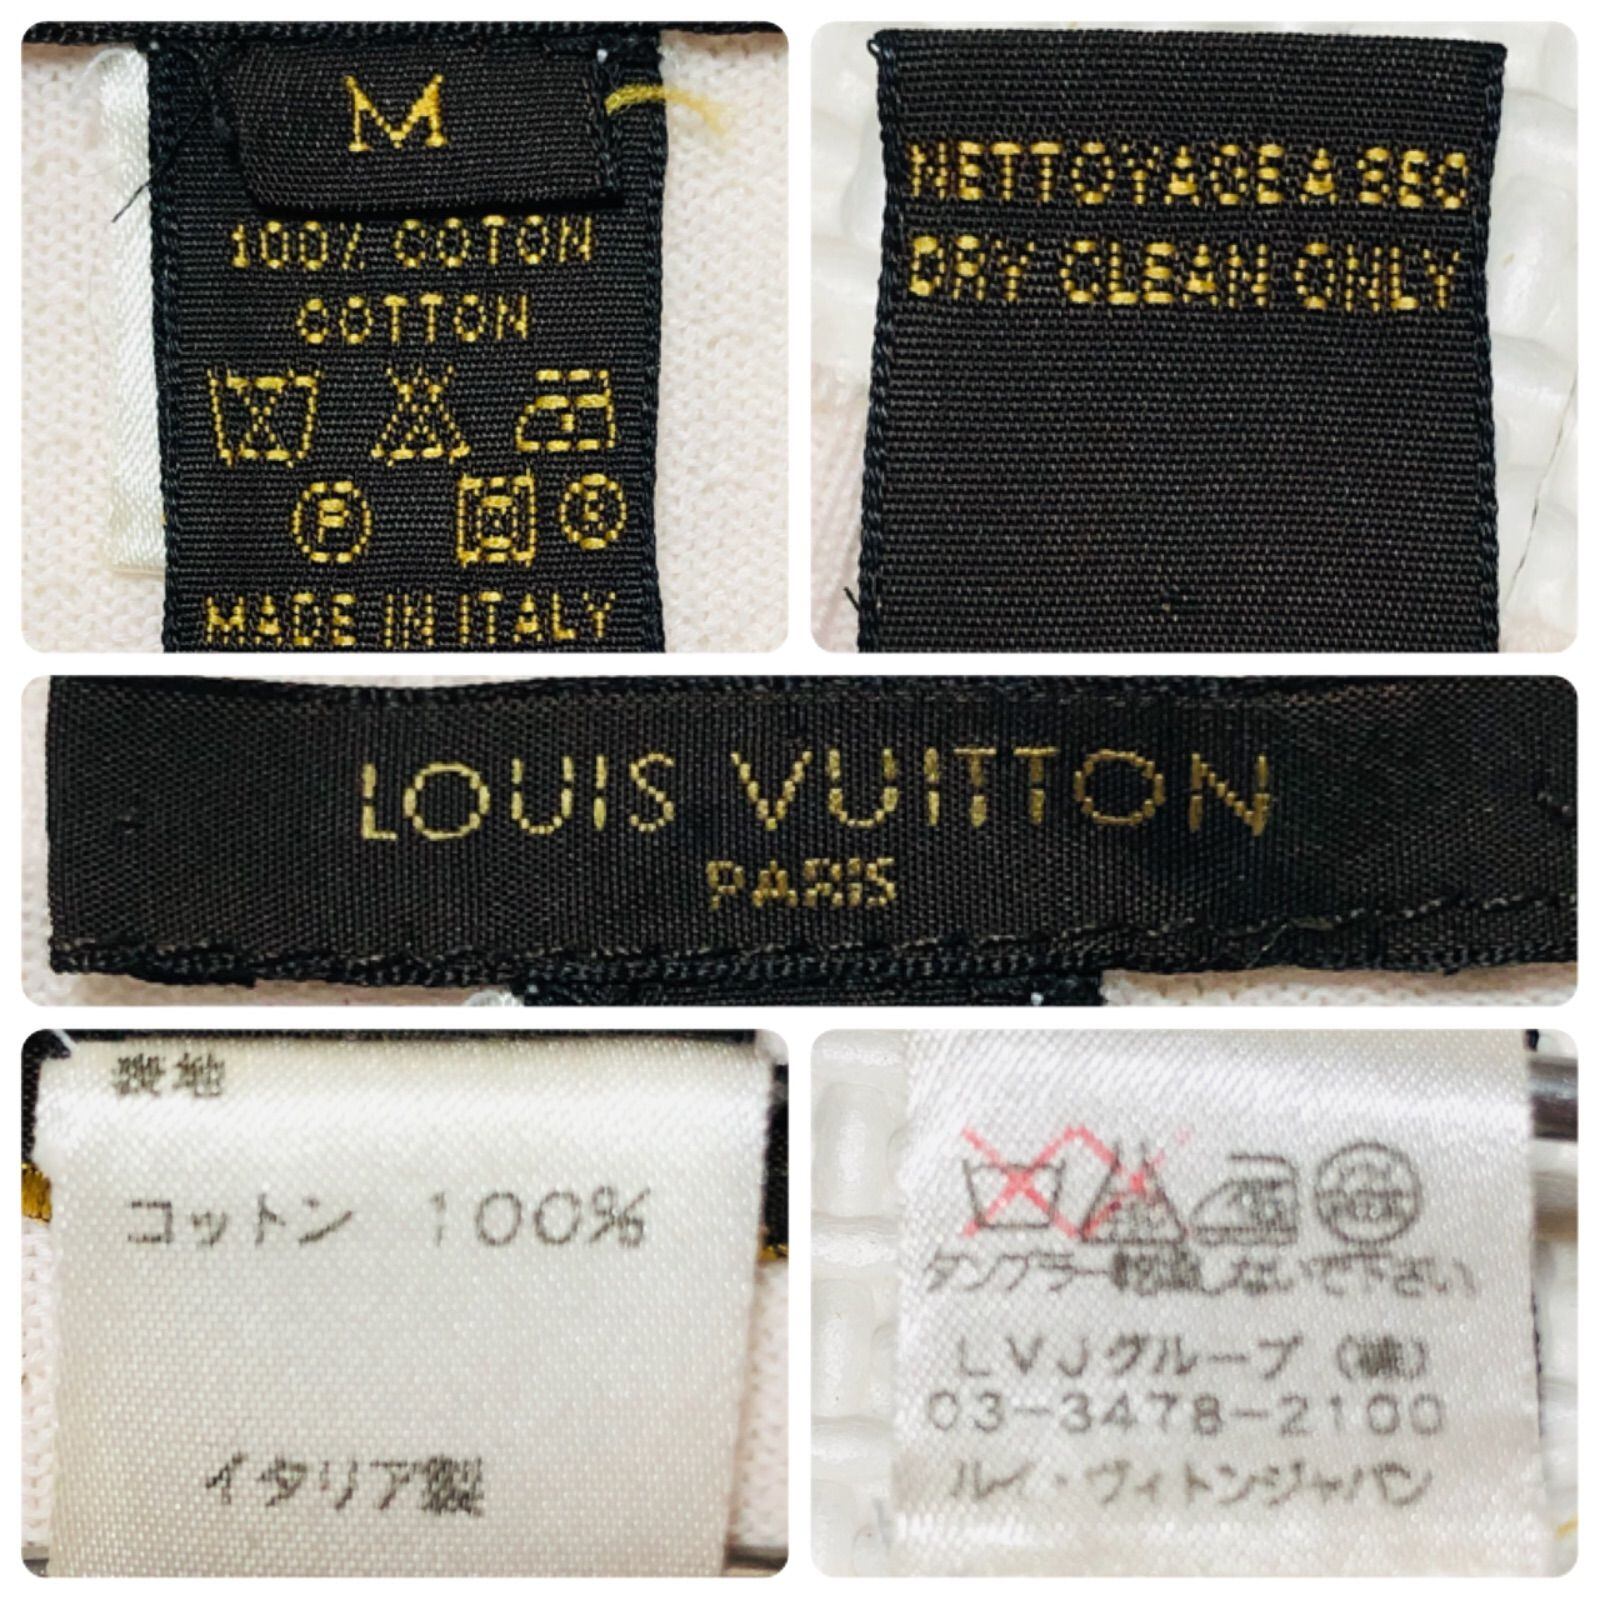 M
100% COTON
COTTON
P
MADE IN ITALY
NETTOYAGE A SEC
DRY CLEAN ONLY
LOUIS VUITTON
PARIS
コットン 100%
イタリア製
タンブラー乾燥しないで下さい
LVJグループ(株)
03-3478-2100
ルイ・ヴィトンジャパン